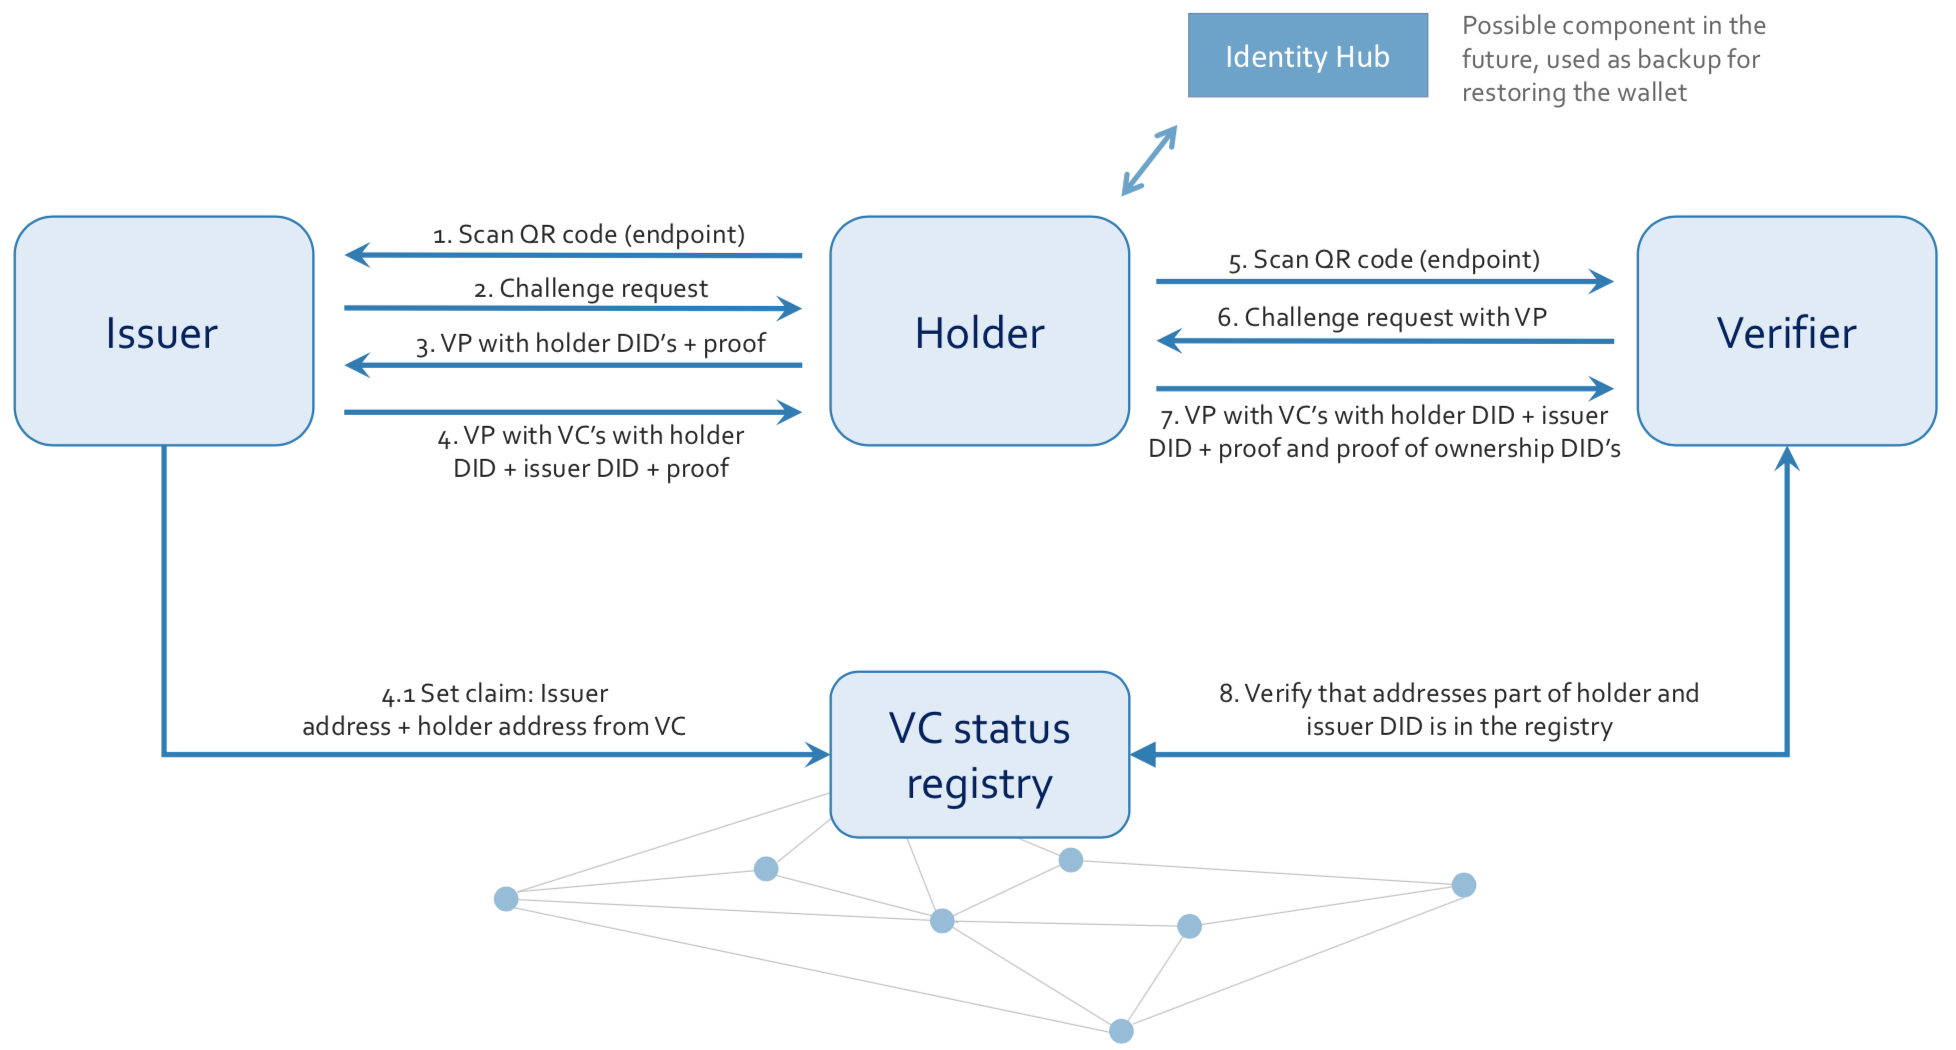 Identity Hub
Possible component in the
future, used as backup for
restoring the wallet
Issuer
1. Scan QR code (endpoint)
2. Challenge request
3. VP with holder DID's + proof
4. VP with VC's with holder
DID + issuer DID + proof
Holder
5. Scan QR code (endpoint)
6. Challenge request with VP
7. VP with VC's with holder DID + issuer
DID + proof and proof of ownership DID's
Verifier
4.1 Set claim: Issuer
address + holder address from VC
VC status
registry
8. Verify that addresses part of holder and
issuer DID is in the registry